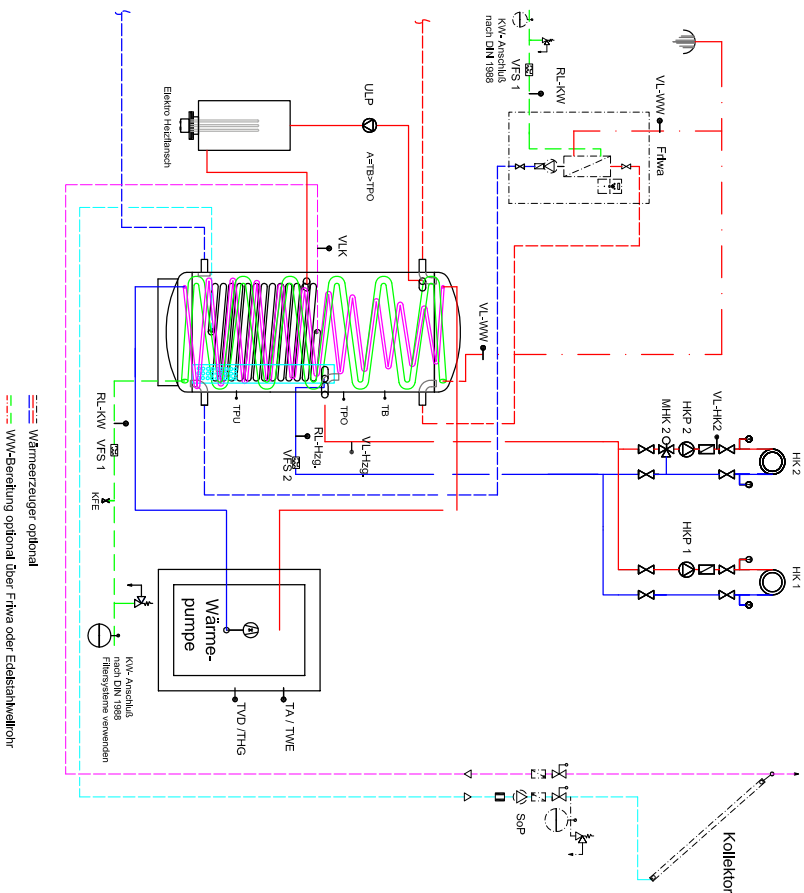 KW- Anschluß
nach DIN 1988
VFS 1
RL-KW
VL-WW
Friwa
ULP
A=TB>TPO
Elektro Heizflansch
VLK
VL-WW
TPU
TPO
TB
RL-KW
VFS 1
KFE
RL-Hzg.
VFS 2
VL-Hzg.
MHK 2
HKP 2
VL-HK2
HK 2
HKP 1
HK 1
Wärme-
pumpe
TVD /THG
TA / TWE
KW- Anschluß
nach DIN 1988
Filtersysteme verwenden
SoP
Kollektor
Wärmeerzeuger optional
WW-Bereitung optional über Friwa oder Edelstahlwellrohr